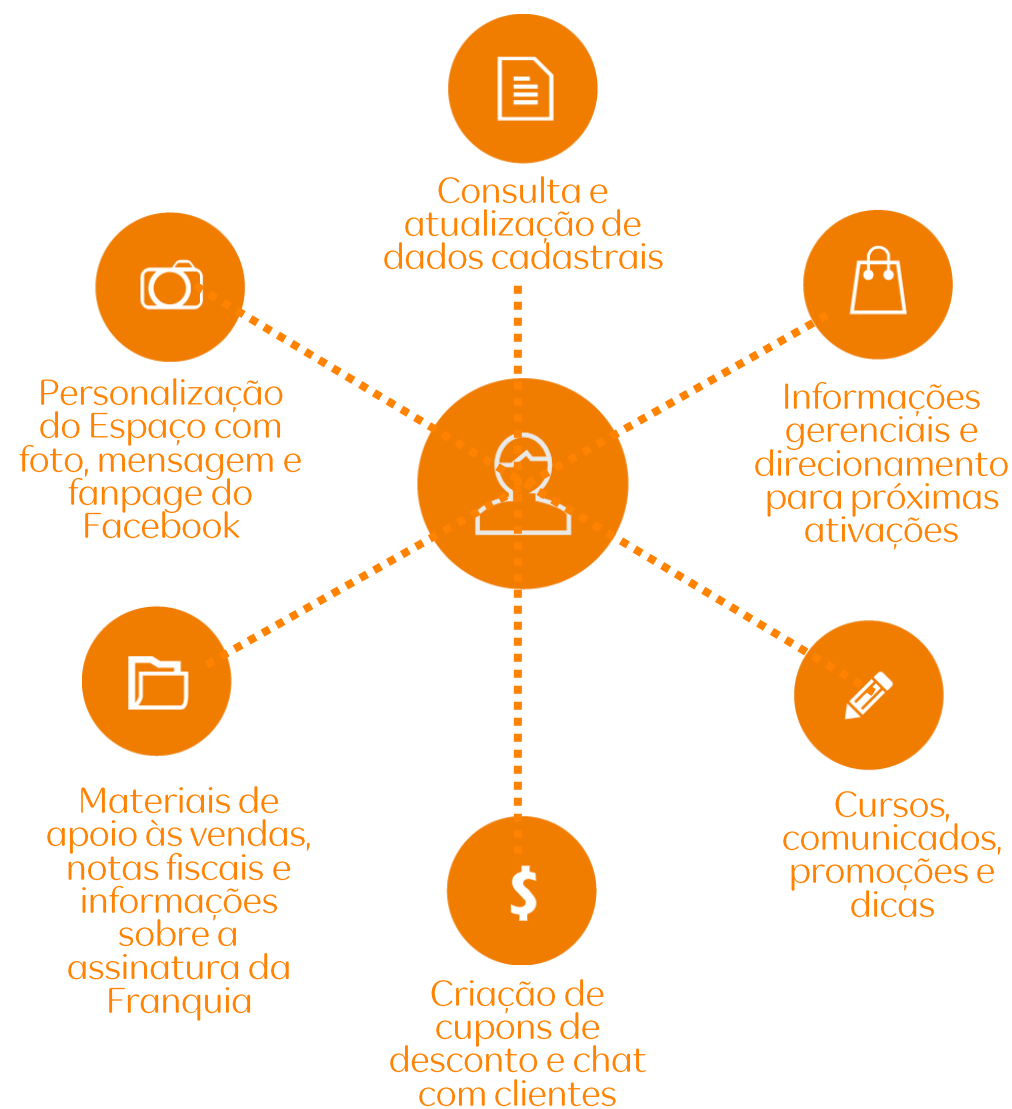 Consulta e
atualização de
dados cadastrais
Personalização
do Espaço com
foto, mensagem e
fanpage do
Facebook
Informações
gerenciais e
direcionamento
para próximas
ativações
Materiais de
apoio às vendas,
notas fiscais e
informações
sobre a
assinatura da
Franquia
Cursos,
comunicados,
promoções e
dicas
$
Criação de
cupons de
desconto e chat
com clientes